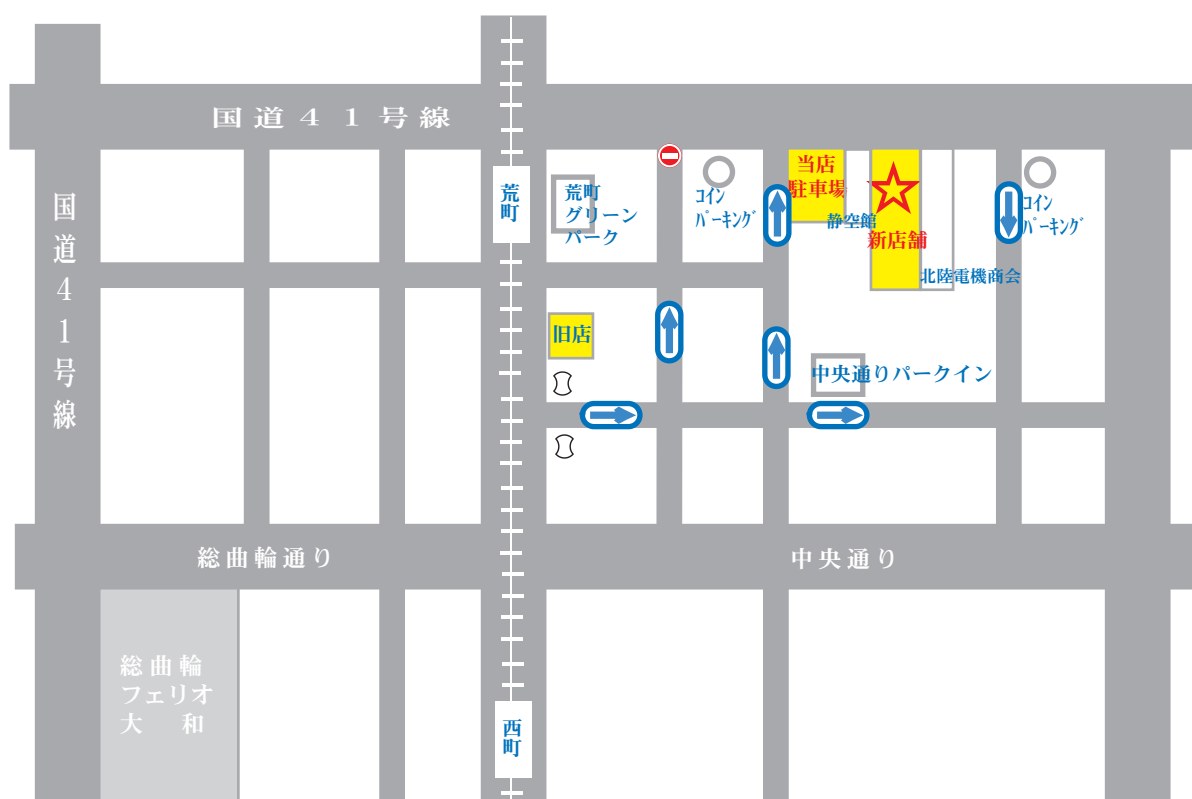 国道４１号線
国道４１号線
荒町
荒町
グリーン
パーク
ｺｲﾝ
ﾊﾟｰｷﾝｸﾞ
当店
駐車場
静空館
新店舗
北陸電機商会
ｺｲﾝ
ﾊﾟｰｷﾝｸﾞ
旧店
中央通りパークイン
総曲輪通り
中央通り
総曲輪
フェリオ
大　和
西町